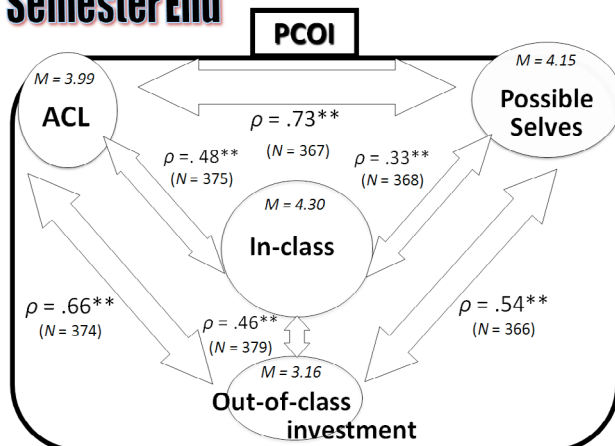 Semester End
PCOI
M = 3.99
ACL
M = 4.15
Possible
Selves
ρ = .73**
(N = 367)
ρ =. 48**
(N = 375)
ρ = .33**
(N = 368)
M = 4.30
In-class
ρ = .66**
(N = 374)
ρ = .46**
(N = 379)
ρ = .54**
(N = 366)
M = 3.16
Out-of-class
investment